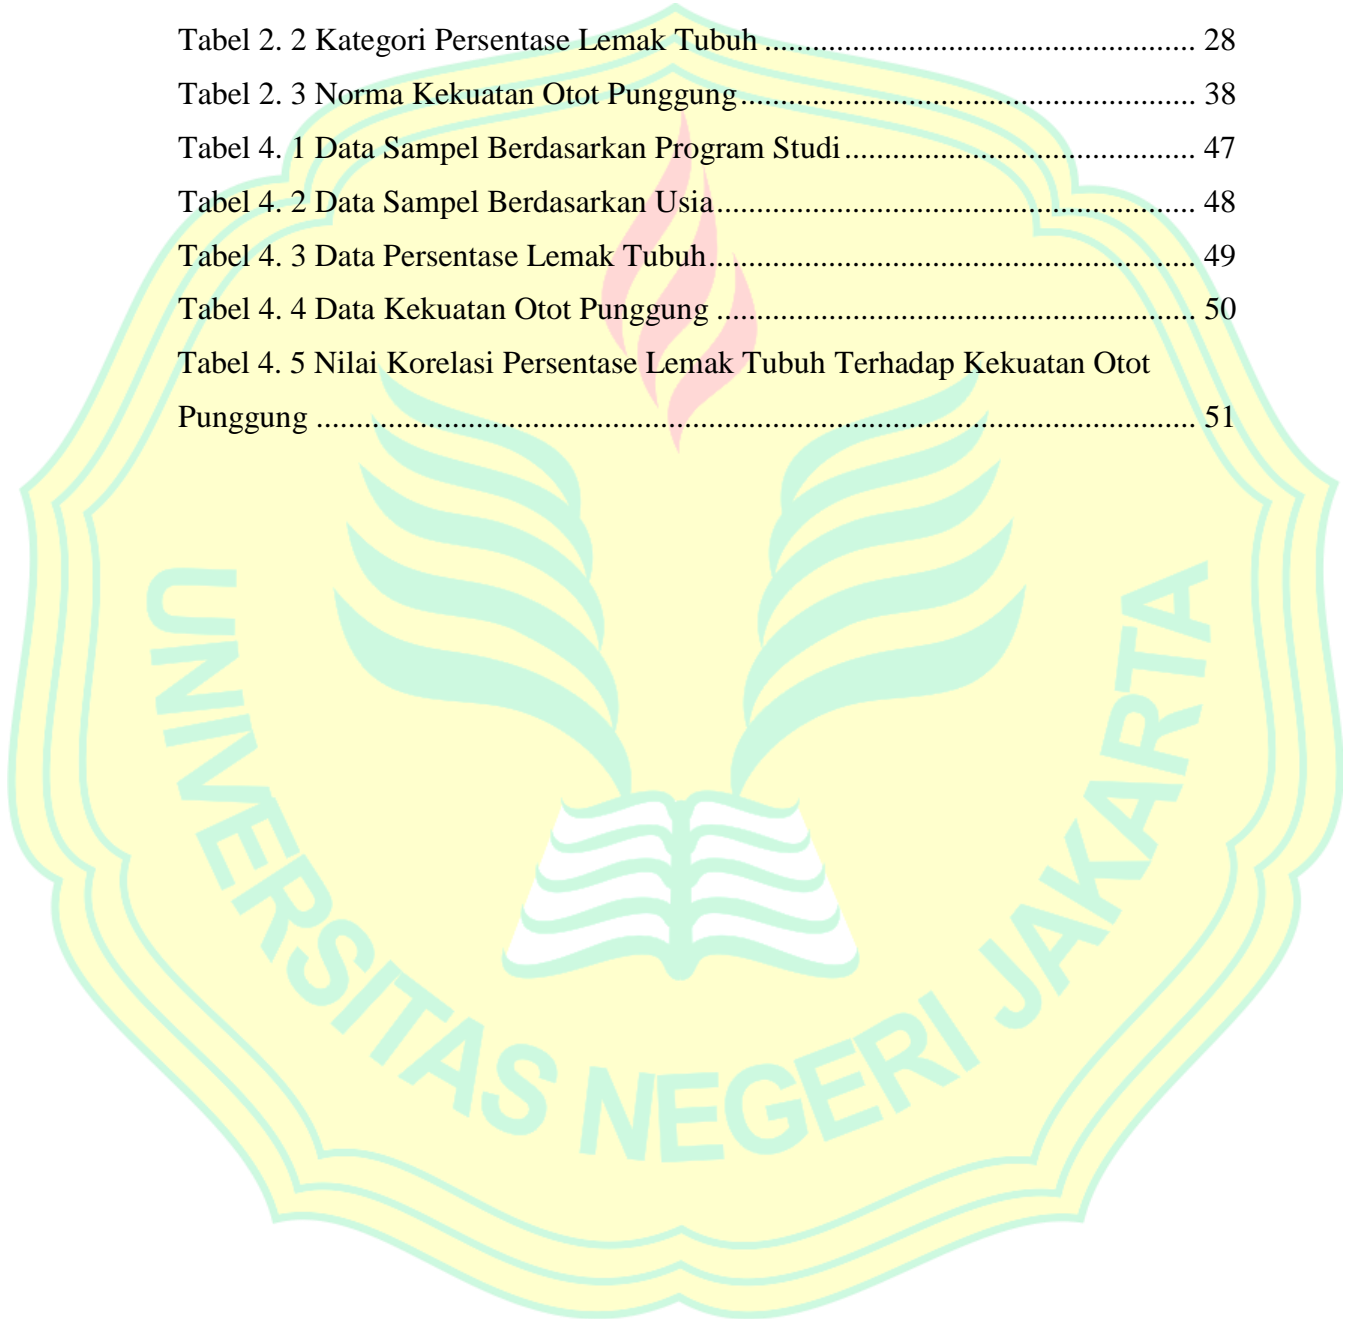 Tabel 2. 2 Kategori Persentase Lemak Tubuh ...................................................... 28
Tabel 2. 3 Norma Kekuatan Otot Punggung......................................................... 38
Tabel 4. 1 Data Sampel Berdasarkan Program Studi............................................ 47
Tabel 4. 2 Data Sampel Berdasarkan Usia............................................................ 48
Tabel 4. 3 Data Persentase Lemak Tubuh............................................................. 49
Tabel 4. 4 Data Kekuatan Otot Punggung ............................................................ 50
Tabel 4. 5 Nilai Korelasi Persentase Lemak Tubuh Terhadap Kekuatan Otot
Punggung .............................................................................................................. 51
UNIVERSITAS NEGERI JAKARTA